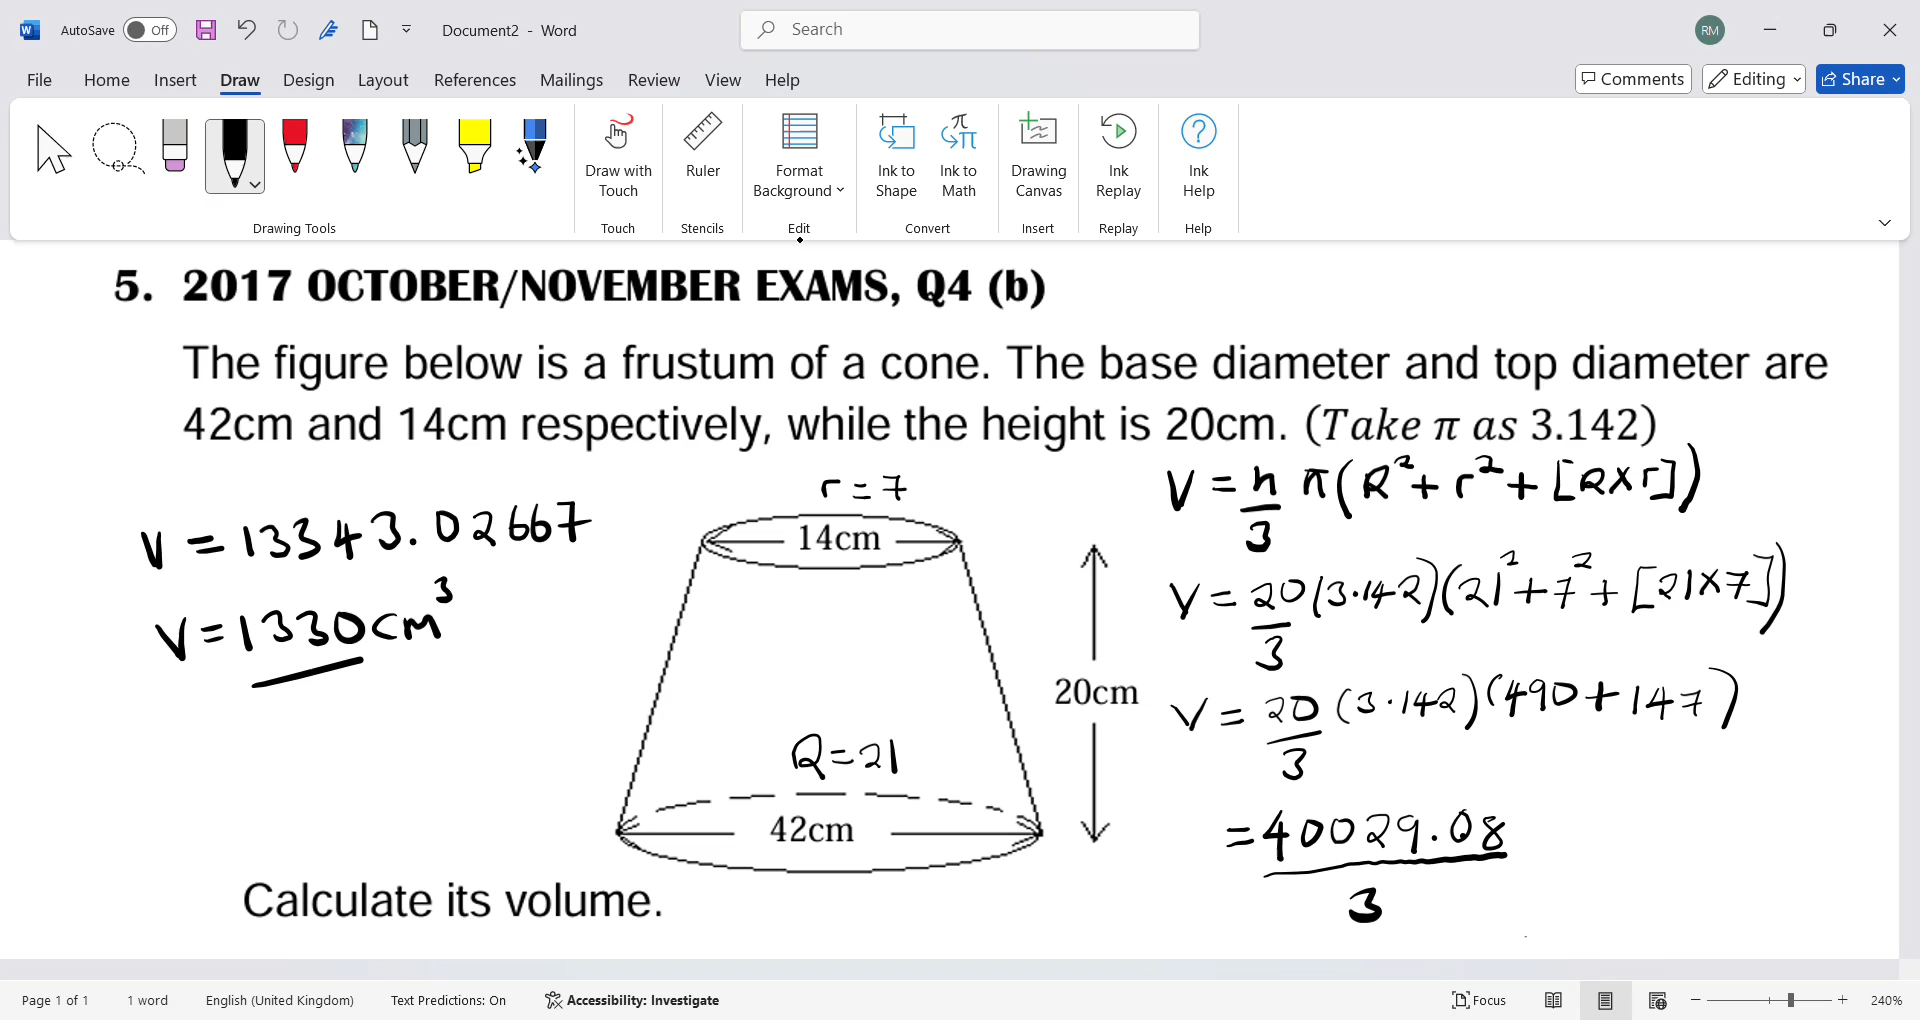 AutoSave Off Document2 - Word Search RM
File Home Insert Draw Design Layout References Mailings Review View Help Comments Editing Share
Draw with Touch Ruler Format Background Ink to Shape Ink to Math Drawing Canvas Ink Replay Ink Help
Drawing Tools Touch Stencils Edit Convert Insert Replay Help
5. 2017 OCTOBER/NOVEMBER EXAMS, Q4 (b)
The figure below is a frustum of a cone. The base diameter and top diameter are
42cm and 14cm respectively, while the height is 20cm. (Take π as 3.142)
r = 7
14cm
20cm
R = 21
42cm
V = h/3 π(R² + r² + [R×r])
V = 20/3 (3.142)(21² + 7² + [21×7])
V = 20/3 (3.142)(490 + 147)
= 40029.08/3
V = 13343.02667
V = 1330cm³
Calculate its volume.
Page 1 of 1 1 word English (United Kingdom) Text Predictions: On Accessibility: Investigate Focus 240%